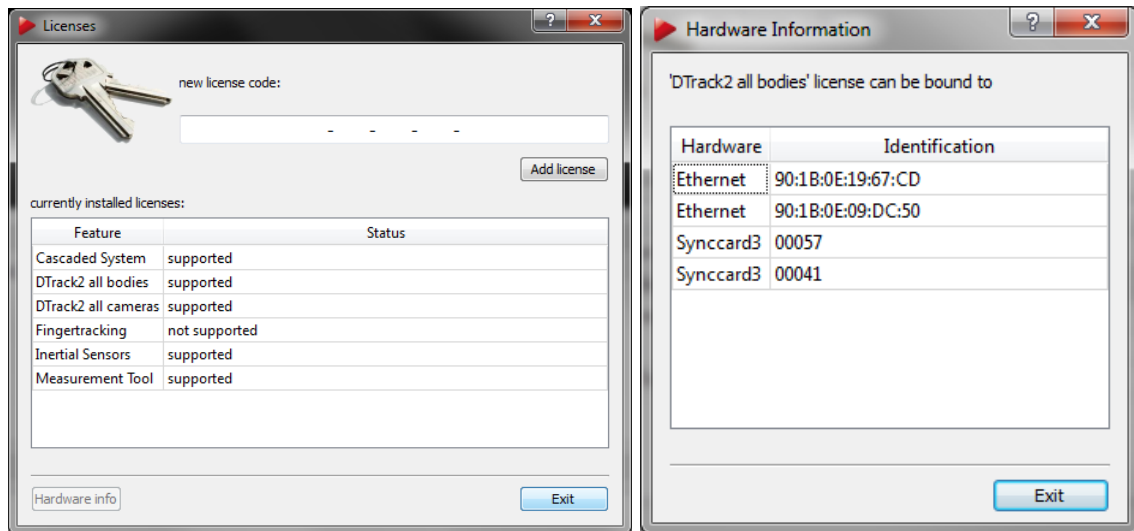 Licenses
new license code:
- - - -
Add license
currently installed licenses:
Feature Status
Cascaded System supported
DTrack2 all bodies supported
DTrack2 all cameras supported
Fingertracking not supported
Inertial Sensors supported
Measurement Tool supported
Hardware info Exit
Hardware Information
'DTrack2 all bodies' license can be bound to
Hardware Identification
Ethernet 90:1B:0E:19:67:CD
Ethernet 90:1B:0E:09:DC:50
Synccard3 00057
Synccard3 00041
Exit